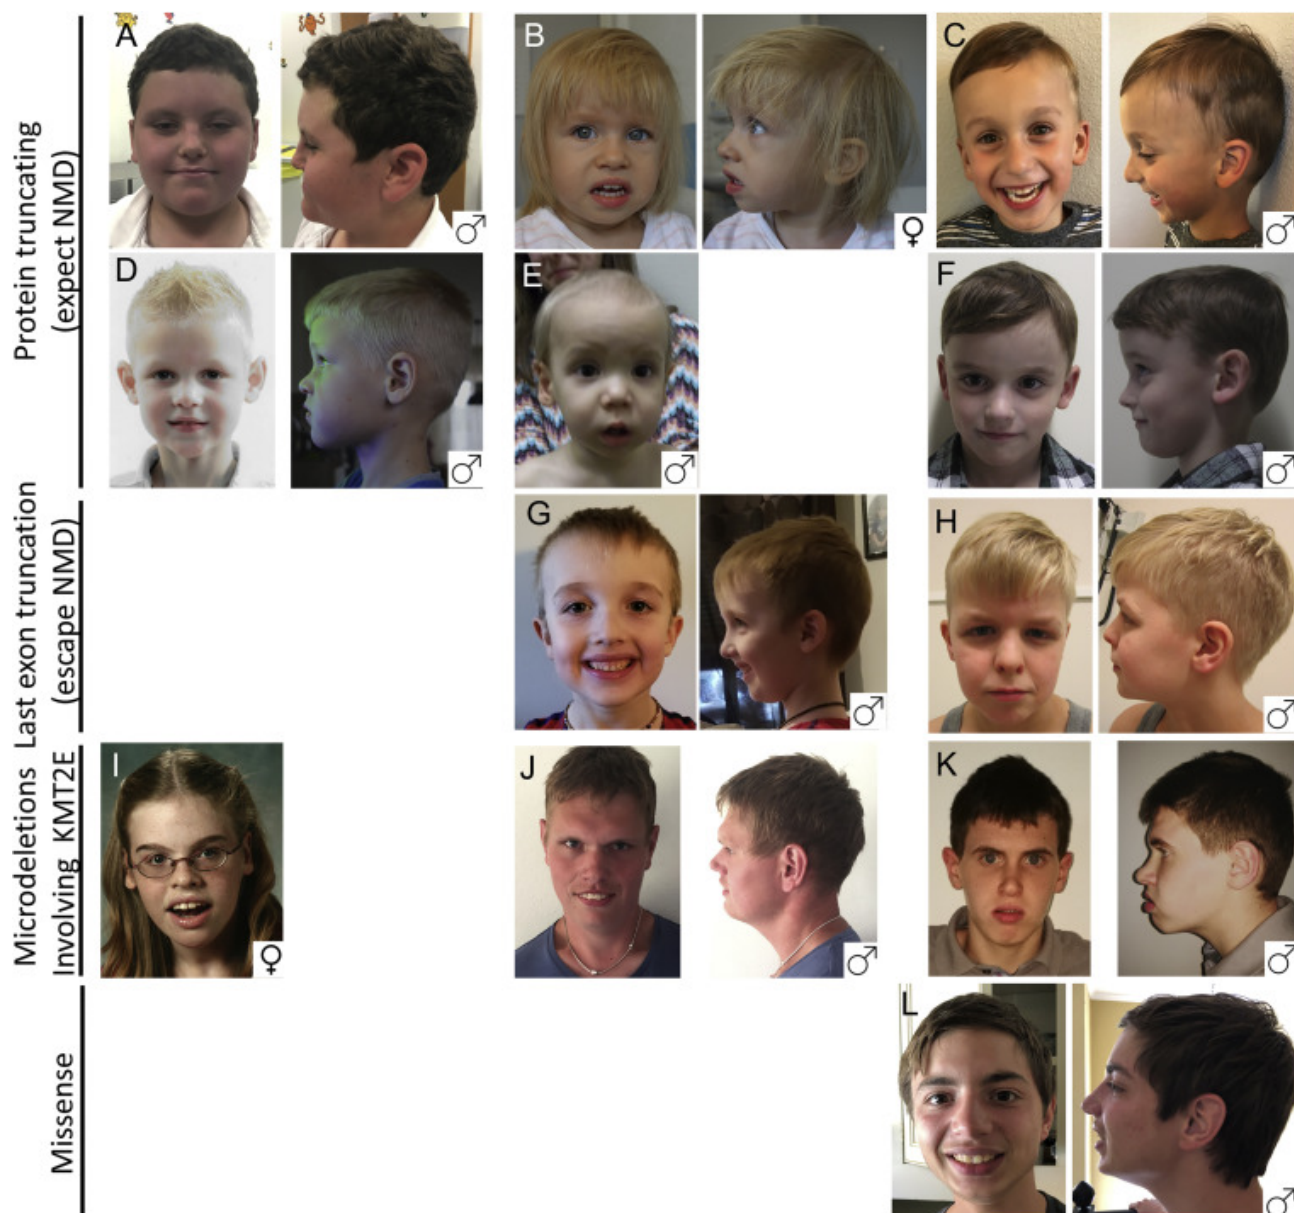 A
B
C
Protein truncating
(expect NMD)
♂
♀
♂
D
E
F
♂
♂
♂
G
H
Last exon truncation
(escape NMD)
♂
♂
I
J
K
Microdeletions
Involving KMT2E
♀
♂
♂
L
Missense
♂